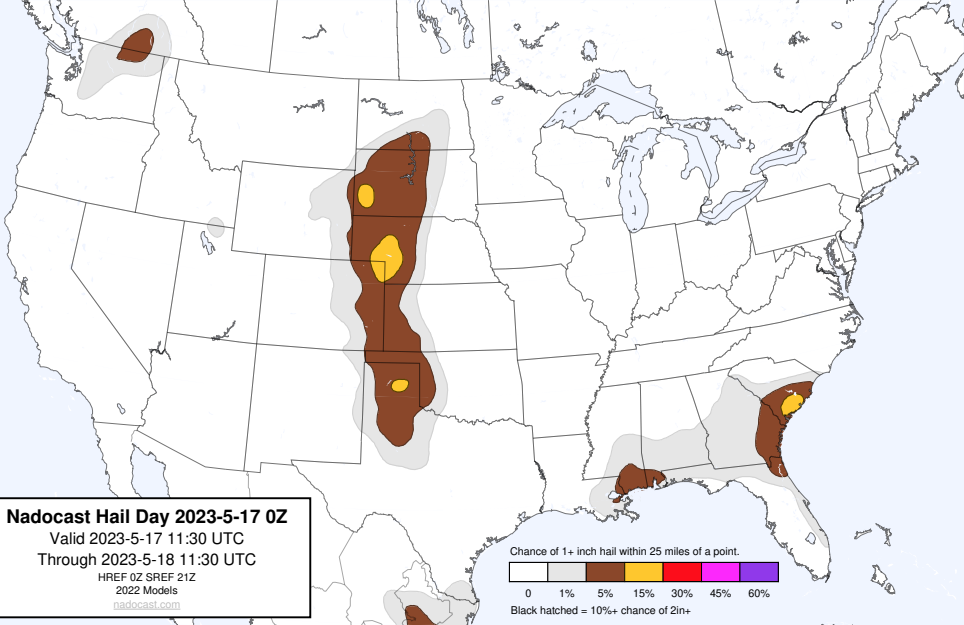 Nadocast Hail Day 2023-5-17 0Z
Valid 2023-5-17 11:30 UTC
Through 2023-5-18 11:30 UTC
HREF 0Z SREF 21Z
2022 Models
nadocast.com
Chance of 1+ inch hail within 25 miles of a point.
0 1% 5% 15% 30% 45% 60%
Black hatched = 10%+ chance of 2in+